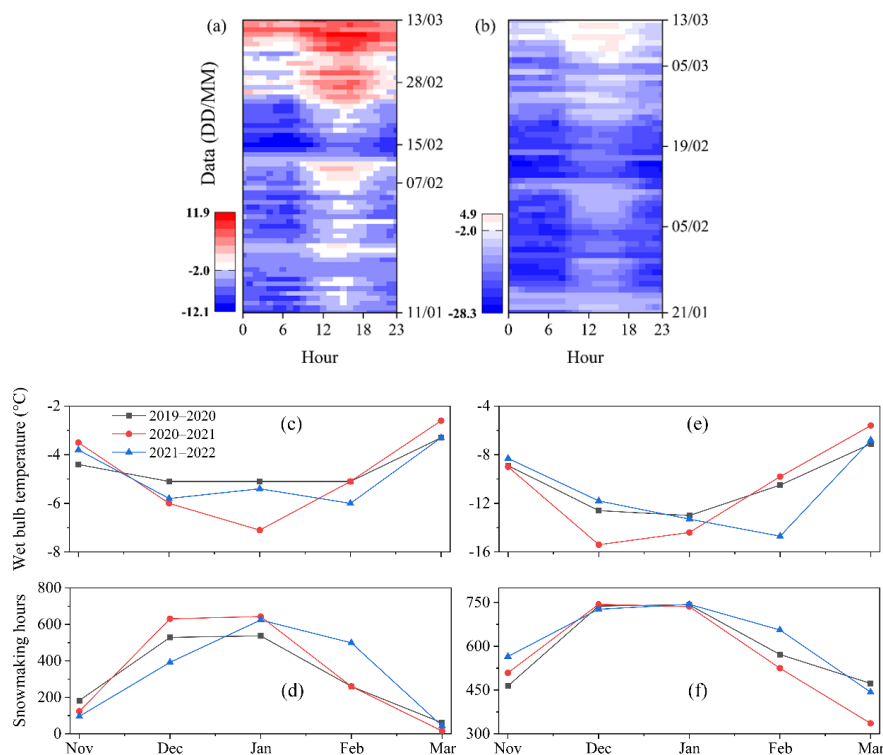 (a)
13/03
28/02
15/02
07/02
11/01
Data (DD/MM)
11.9
-2.0
-12.1
0
6
12
18
23
Hour
(b)
13/03
05/03
19/02
05/02
21/01
4.9
-2.0
-28.3
0
6
12
18
23
Hour
Wet bulb temperature (°C)
-2
-4
-6
-8
2019–2020
2020–2021
2021–2022
(c)
-4
-8
-12
-16
(e)
Snowmaking hours
800
600
400
200
0
(d)
Nov
Dec
Jan
Feb
Mar
750
600
450
300
(f)
Nov
Dec
Jan
Feb
Mat